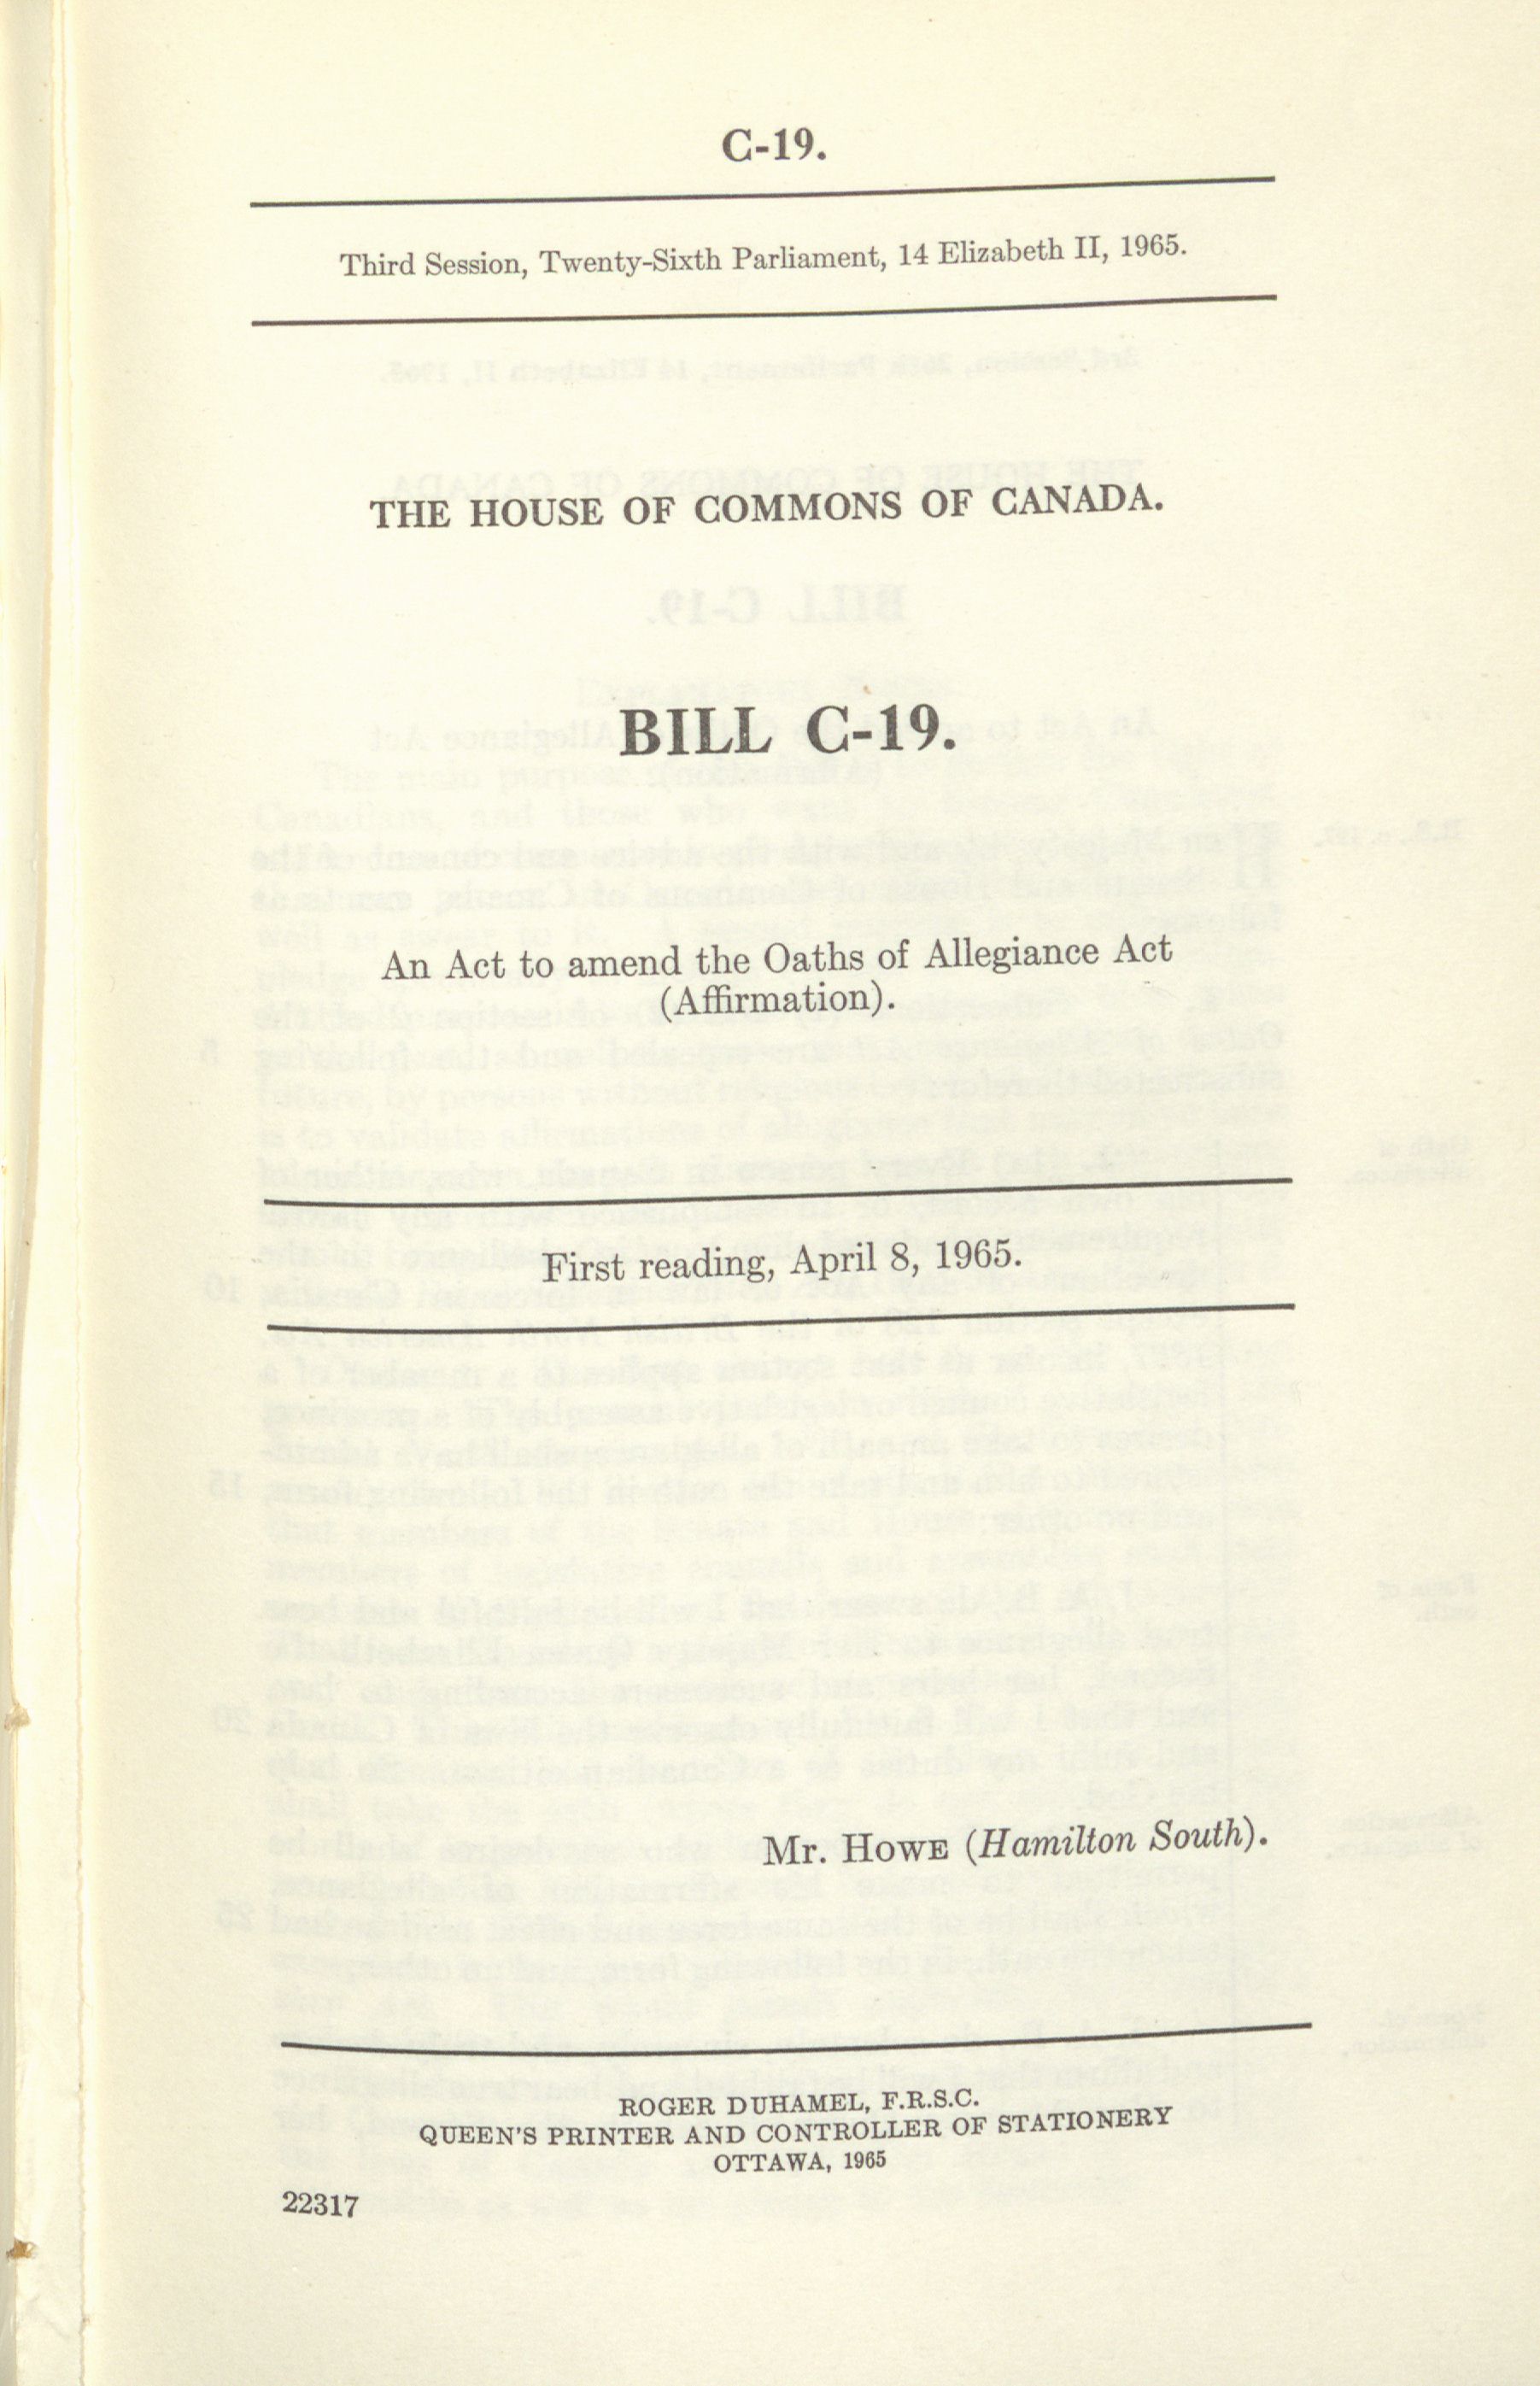 C-19.
Third Session, Twenty-Sixth Parliament, 14 Elizabeth II, 1965.
THE HOUSE OF COMMONS OF CANADA.
BILL C-19.
An Act to amend the Oaths of Allegiance Act
(Affirmation).
First reading, April 8, 1965.
Mr. HOWE (Hamilton South).
ROGER DUHAMEL, F.R.S.C.
QUEEN'S PRINTER AND CONTROLLER OF STATIONERY
OTTAWA, 1965
22317